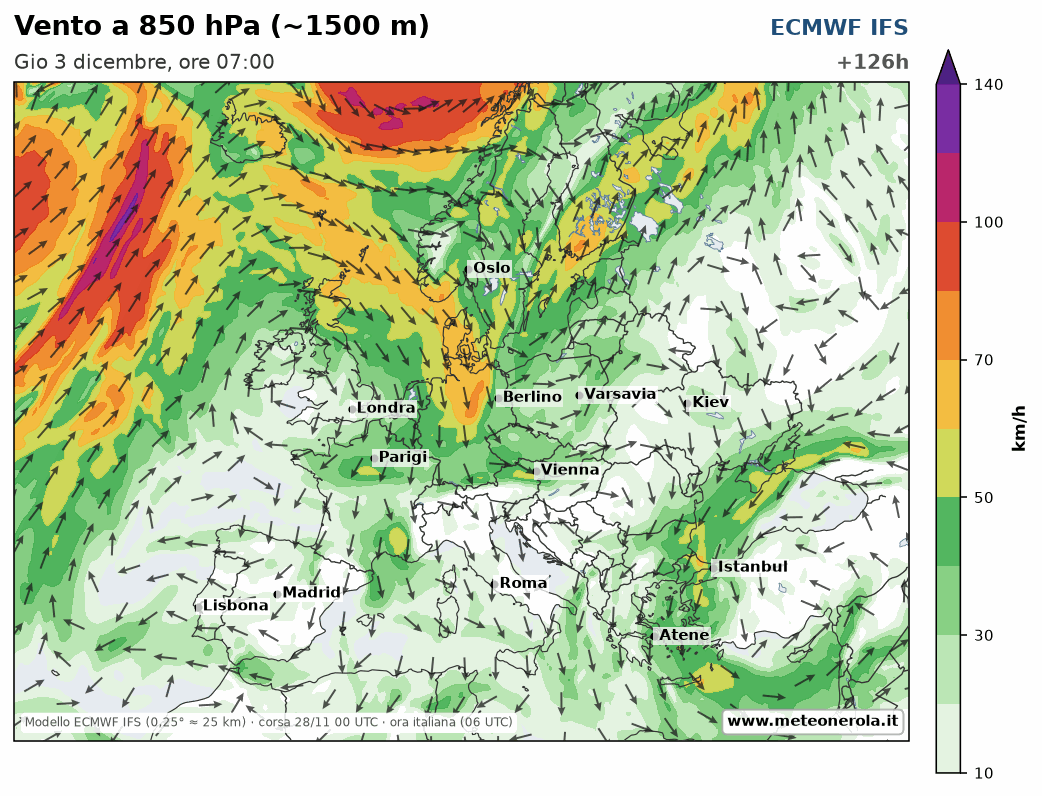 Vento a 850 hPa (~1500 m)
ECMWF IFS
Gio 3 dicembre, ore 07:00
+126h
140
100
70
50
30
10
km/h
Oslo
Berlino
Varsavia
Kiev
Londra
Parigi
Vienna
Istanbul
Roma
Madrid
Lisbona
Atene
Modello ECMWF IFS (0,25° ≈ 25 km) · corsa 28/11 00 UTC · ora italiana (06 UTC)
www.meteonerola.it